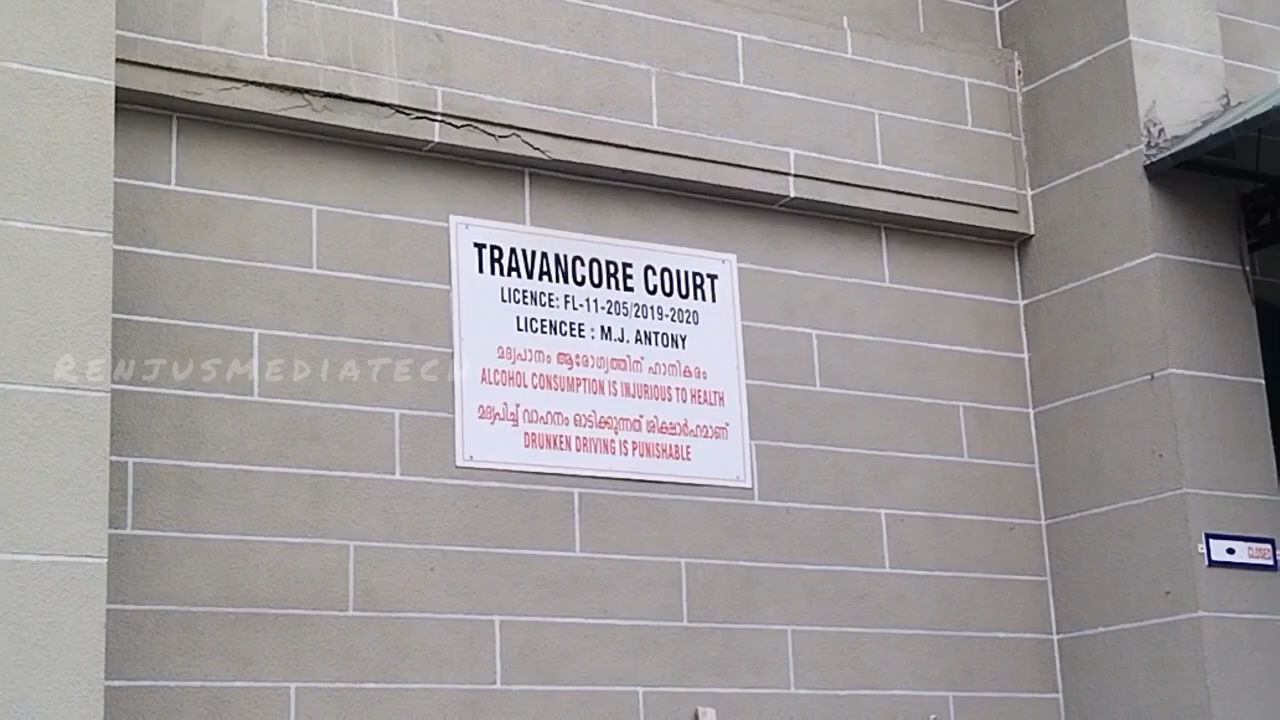 TRAVANCORE COURT
LICENCE: FL-11-205/2019-2020
LICENCEE : M.J. ANTONY
മദ്യപാനം ആരോഗ്യത്തിന് ഹാനികരം
ALCOHOL CONSUMPTION IS INJURIOUS TO HEALTH
മദ്യപിച്ച് വാഹനം ഓടിക്കുന്നത് ശിക്ഷാർഹമാണ്
DRUNKEN DRIVING IS PUNISHABLE
RENJUSMEDIATECH
CLOSED